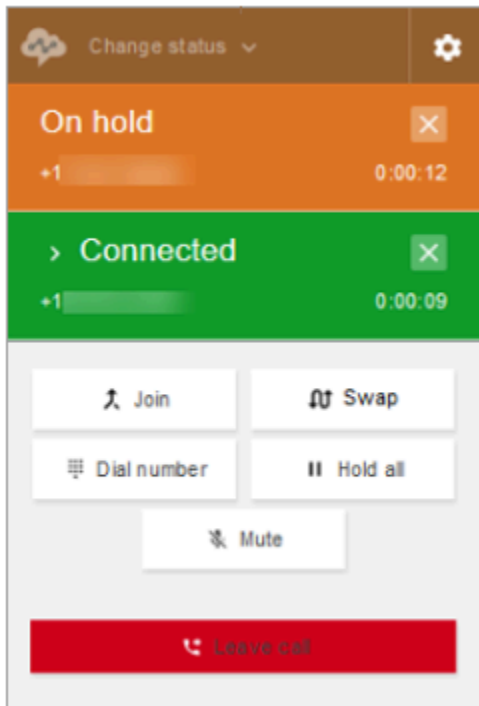 Change status
On hold
+1
0:00:12
Connected
+1
0:00:09
Join
Swap
Dial number
Hold all
Mute
Leave call